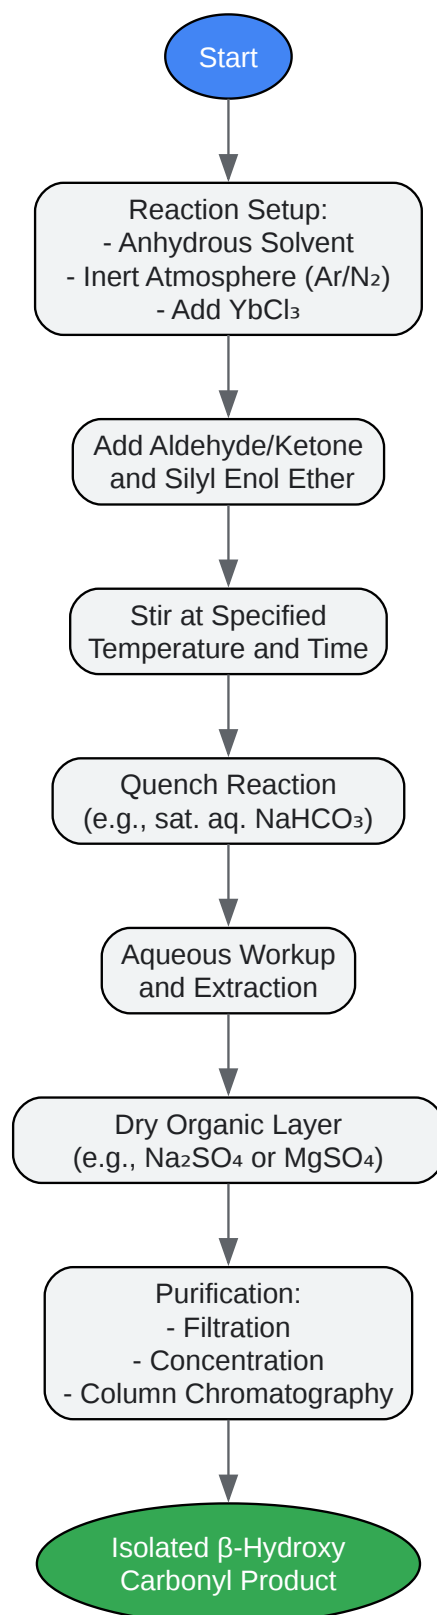 Start
Reaction Setup:
- Anhydrous Solvent
- Inert Atmosphere (Ar/N₂)
- Add YbCl₃
Add Aldehyde/Ketone
and Silyl Enol Ether
Stir at Specified
Temperature and Time
Quench Reaction
(e.g., sat. aq. NaHCO₃)
Aqueous Workup
and Extraction
Dry Organic Layer
(e.g., Na₂SO₄ or MgSO₄)
Purification:
- Filtration
- Concentration
- Column Chromatography
Isolated β-Hydroxy
Carbonyl Product